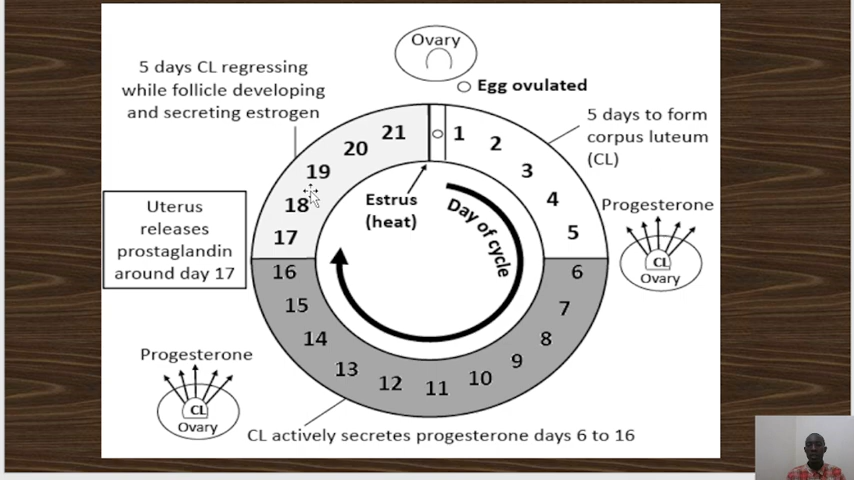 Ovary
Egg ovulated
5 days CL regressing
while follicle developing
and secreting estrogen
5 days to form
corpus luteum
(CL)
21
1
20
2
19
3
18
4
17
5
Estrus
(heat)
Day of cycle
Uterus
releases
prostaglandin
around day 17
Progesterone
CL
Ovary
16
6
15
7
14
8
13
9
12
11
10
Progesterone
CL
Ovary
CL actively secretes progesterone days 6 to 16